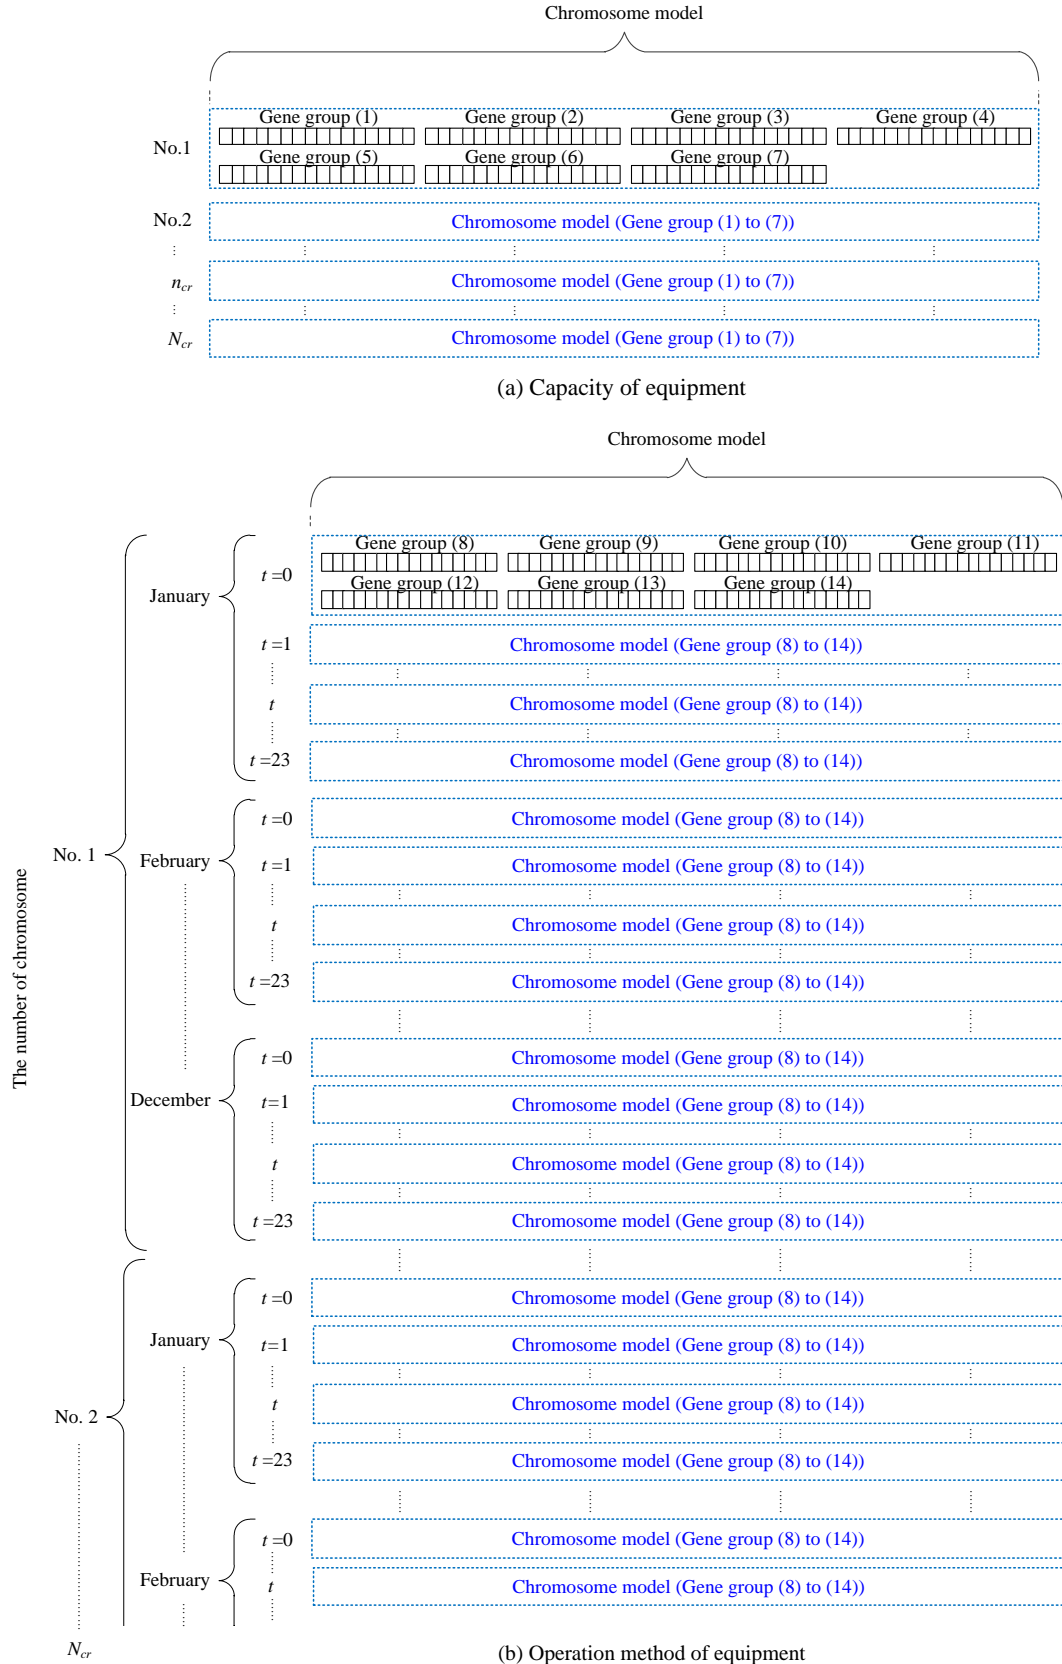 Chromosome model
Gene group (1) Gene group (2) Gene group (3) Gene group (4)
No.1
Gene group (5) Gene group (6) Gene group (7)
No.2 Chromosome model (Gene group (1) to (7))
n_cr Chromosome model (Gene group (1) to (7))
N_cr Chromosome model (Gene group (1) to (7))
(a) Capacity of equipment
Chromosome model
The number of chromosome
No. 1
January
Gene group (8) Gene group (9) Gene group (10) Gene group (11)
t=0
Gene group (12) Gene group (13) Gene group (14)
t=1 Chromosome model (Gene group (8) to (14))
t Chromosome model (Gene group (8) to (14))
t=23 Chromosome model (Gene group (8) to (14))
February
t=0 Chromosome model (Gene group (8) to (14))
t=1 Chromosome model (Gene group (8) to (14))
t Chromosome model (Gene group (8) to (14))
t=23 Chromosome model (Gene group (8) to (14))
December
t=0 Chromosome model (Gene group (8) to (14))
t=1 Chromosome model (Gene group (8) to (14))
t Chromosome model (Gene group (8) to (14))
t=23 Chromosome model (Gene group (8) to (14))
No. 2
January
t=0 Chromosome model (Gene group (8) to (14))
t=1 Chromosome model (Gene group (8) to (14))
t Chromosome model (Gene group (8) to (14))
t=23 Chromosome model (Gene group (8) to (14))
February
t=0 Chromosome model (Gene group (8) to (14))
t Chromosome model (Gene group (8) to (14))
N_cr
(b) Operation method of equipment